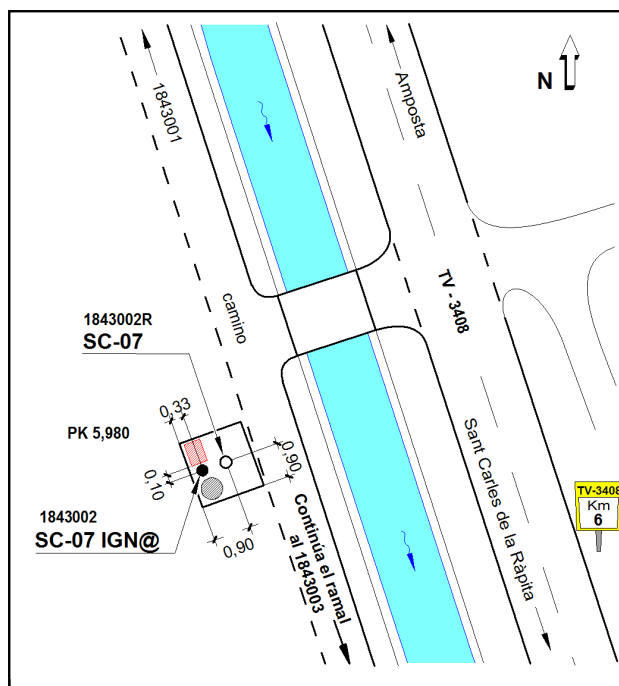 1843001
Amposta
N
camino
TV - 3408
1843002R
SC-07
0,33
PK 5,980
0,90
0,10
1843002
SC-07 IGN@
0,90
Continúa el ramal
al 1843003
Sant Carles de la Ràpita
TV-3408
Km
6